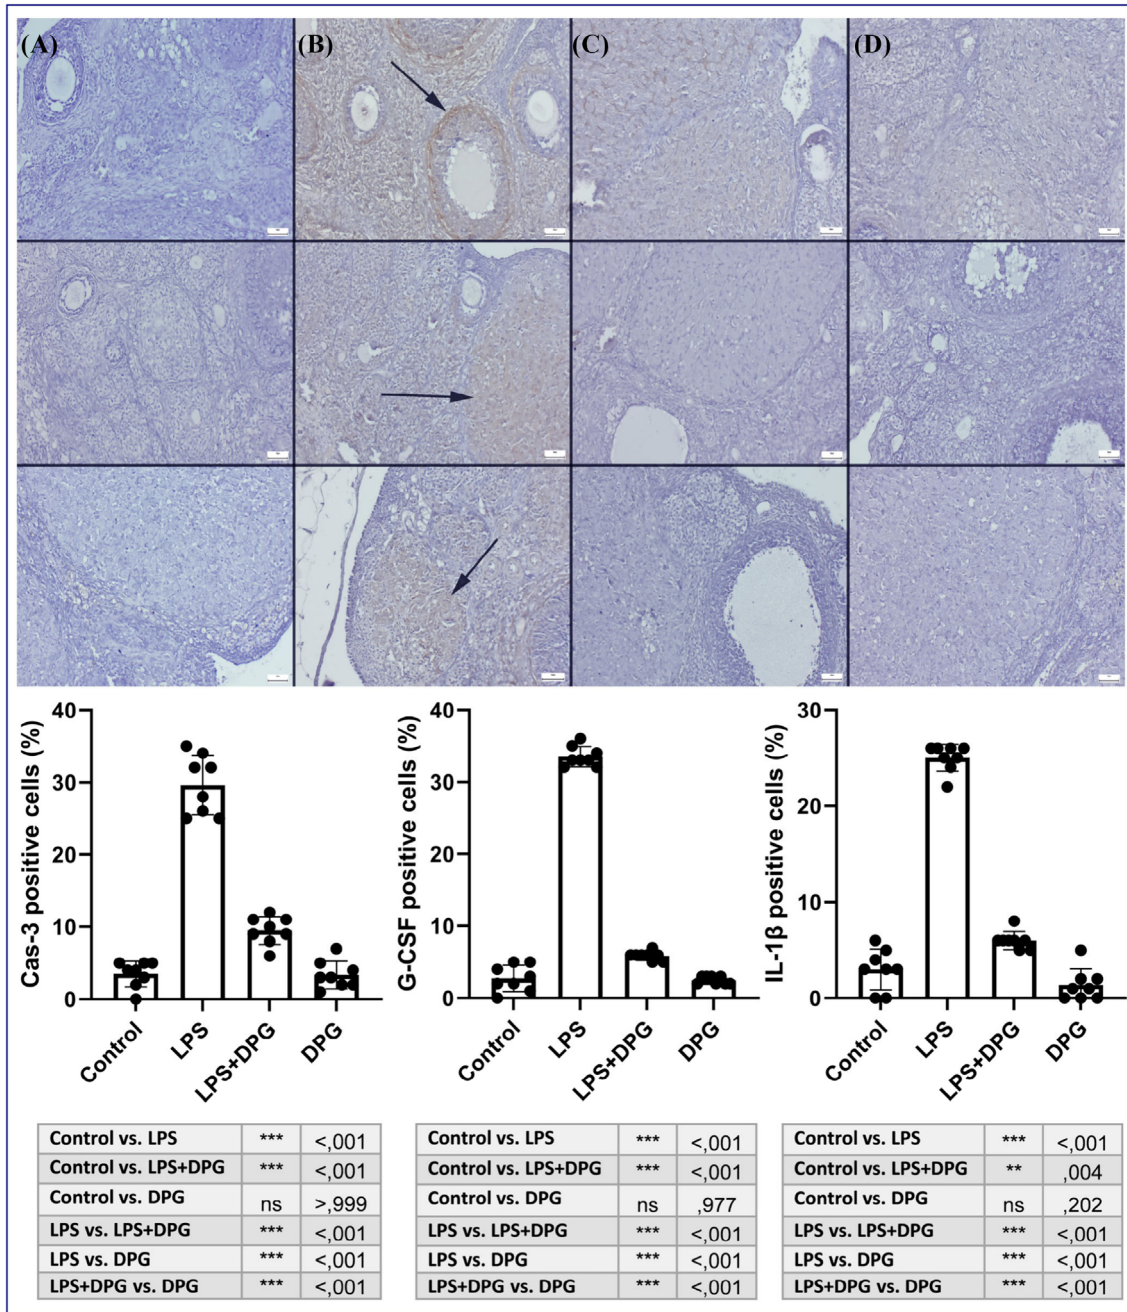 (A) (B) (C) (D)
Cas-3 positive cells (%)
40
30
20
10
0
Control
LPS
LPS+DPG
DPG
G-CSF positive cells (%)
40
30
20
10
0
Control
LPS
LPS+DPG
DPG
IL-1β positive cells (%)
30
20
10
0
Control
LPS
LPS+DPG
DPG
Control vs. LPS *** <,001
Control vs. LPS+DPG *** <,001
Control vs. DPG ns >,999
LPS vs. LPS+DPG *** <,001
LPS vs. DPG *** <,001
LPS+DPG vs. DPG *** <,001
Control vs. LPS *** <,001
Control vs. LPS+DPG *** <,001
Control vs. DPG ns ,977
LPS vs. LPS+DPG *** <,001
LPS vs. DPG *** <,001
LPS+DPG vs. DPG *** <,001
Control vs. LPS *** <,001
Control vs. LPS+DPG ** ,004
Control vs. DPG ns ,202
LPS vs. LPS+DPG *** <,001
LPS vs. DPG *** <,001
LPS+DPG vs. DPG *** <,001